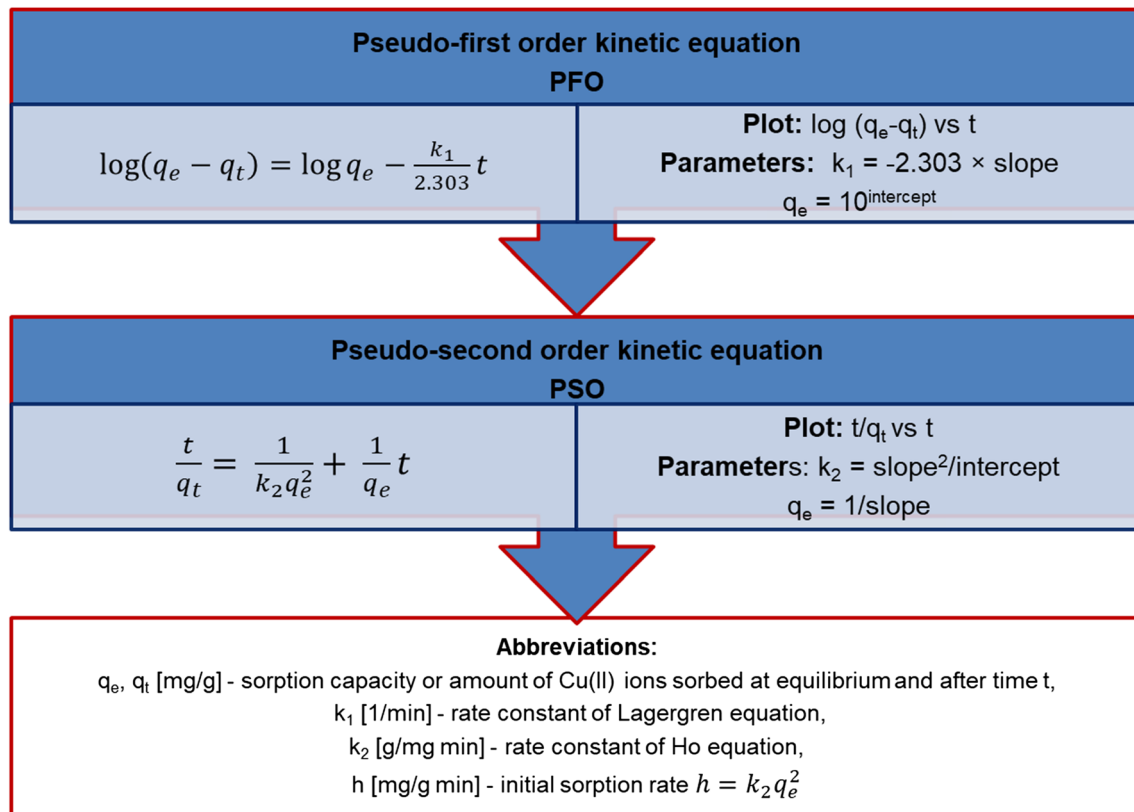 Pseudo-first order kinetic equation
PFO
log(qₑ − qₜ) = log qₑ − k₁/2.303 t
Plot: log (qₑ-qₜ) vs t
Parameters: k₁ = -2.303 × slope
qₑ = 10^intercept
Pseudo-second order kinetic equation
PSO
t/qₜ = 1/(k₂qₑ²) + 1/qₑ t
Plot: t/qₜ vs t
Parameters: k₂ = slope²/intercept
qₑ = 1/slope
Abbreviations:
qₑ, qₜ [mg/g] - sorption capacity or amount of Cu(II) ions sorbed at equilibrium and after time t,
k₁ [1/min] - rate constant of Lagergren equation,
k₂ [g/mg min] - rate constant of Ho equation,
h [mg/g min] - initial sorption rate h = k₂qₑ²